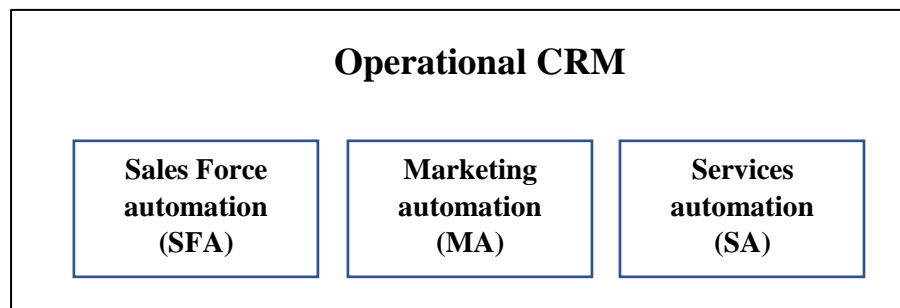 Operational CRM
Sales Force
automation
(SFA)
Marketing
automation
(MA)
Services
automation
(SA)